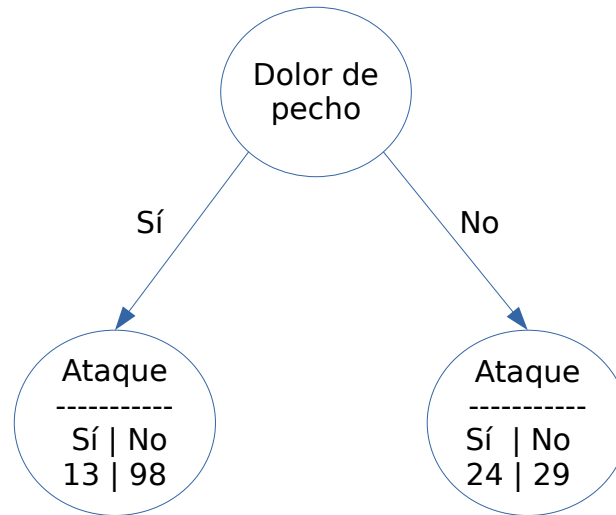 Dolor de
pecho
Sí
No
Ataque
-----------
Sí | No
13 | 98
Ataque
-----------
Sí | No
24 | 29